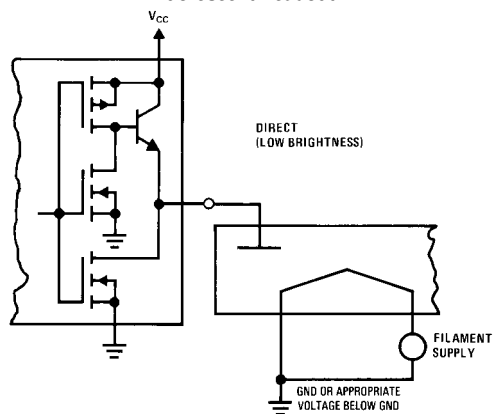 VCC
DIRECT
(LOW BRIGHTNESS)
FILAMENT
SUPPLY
GND OR APPROPRIATE
VOLTAGE BELOW GND